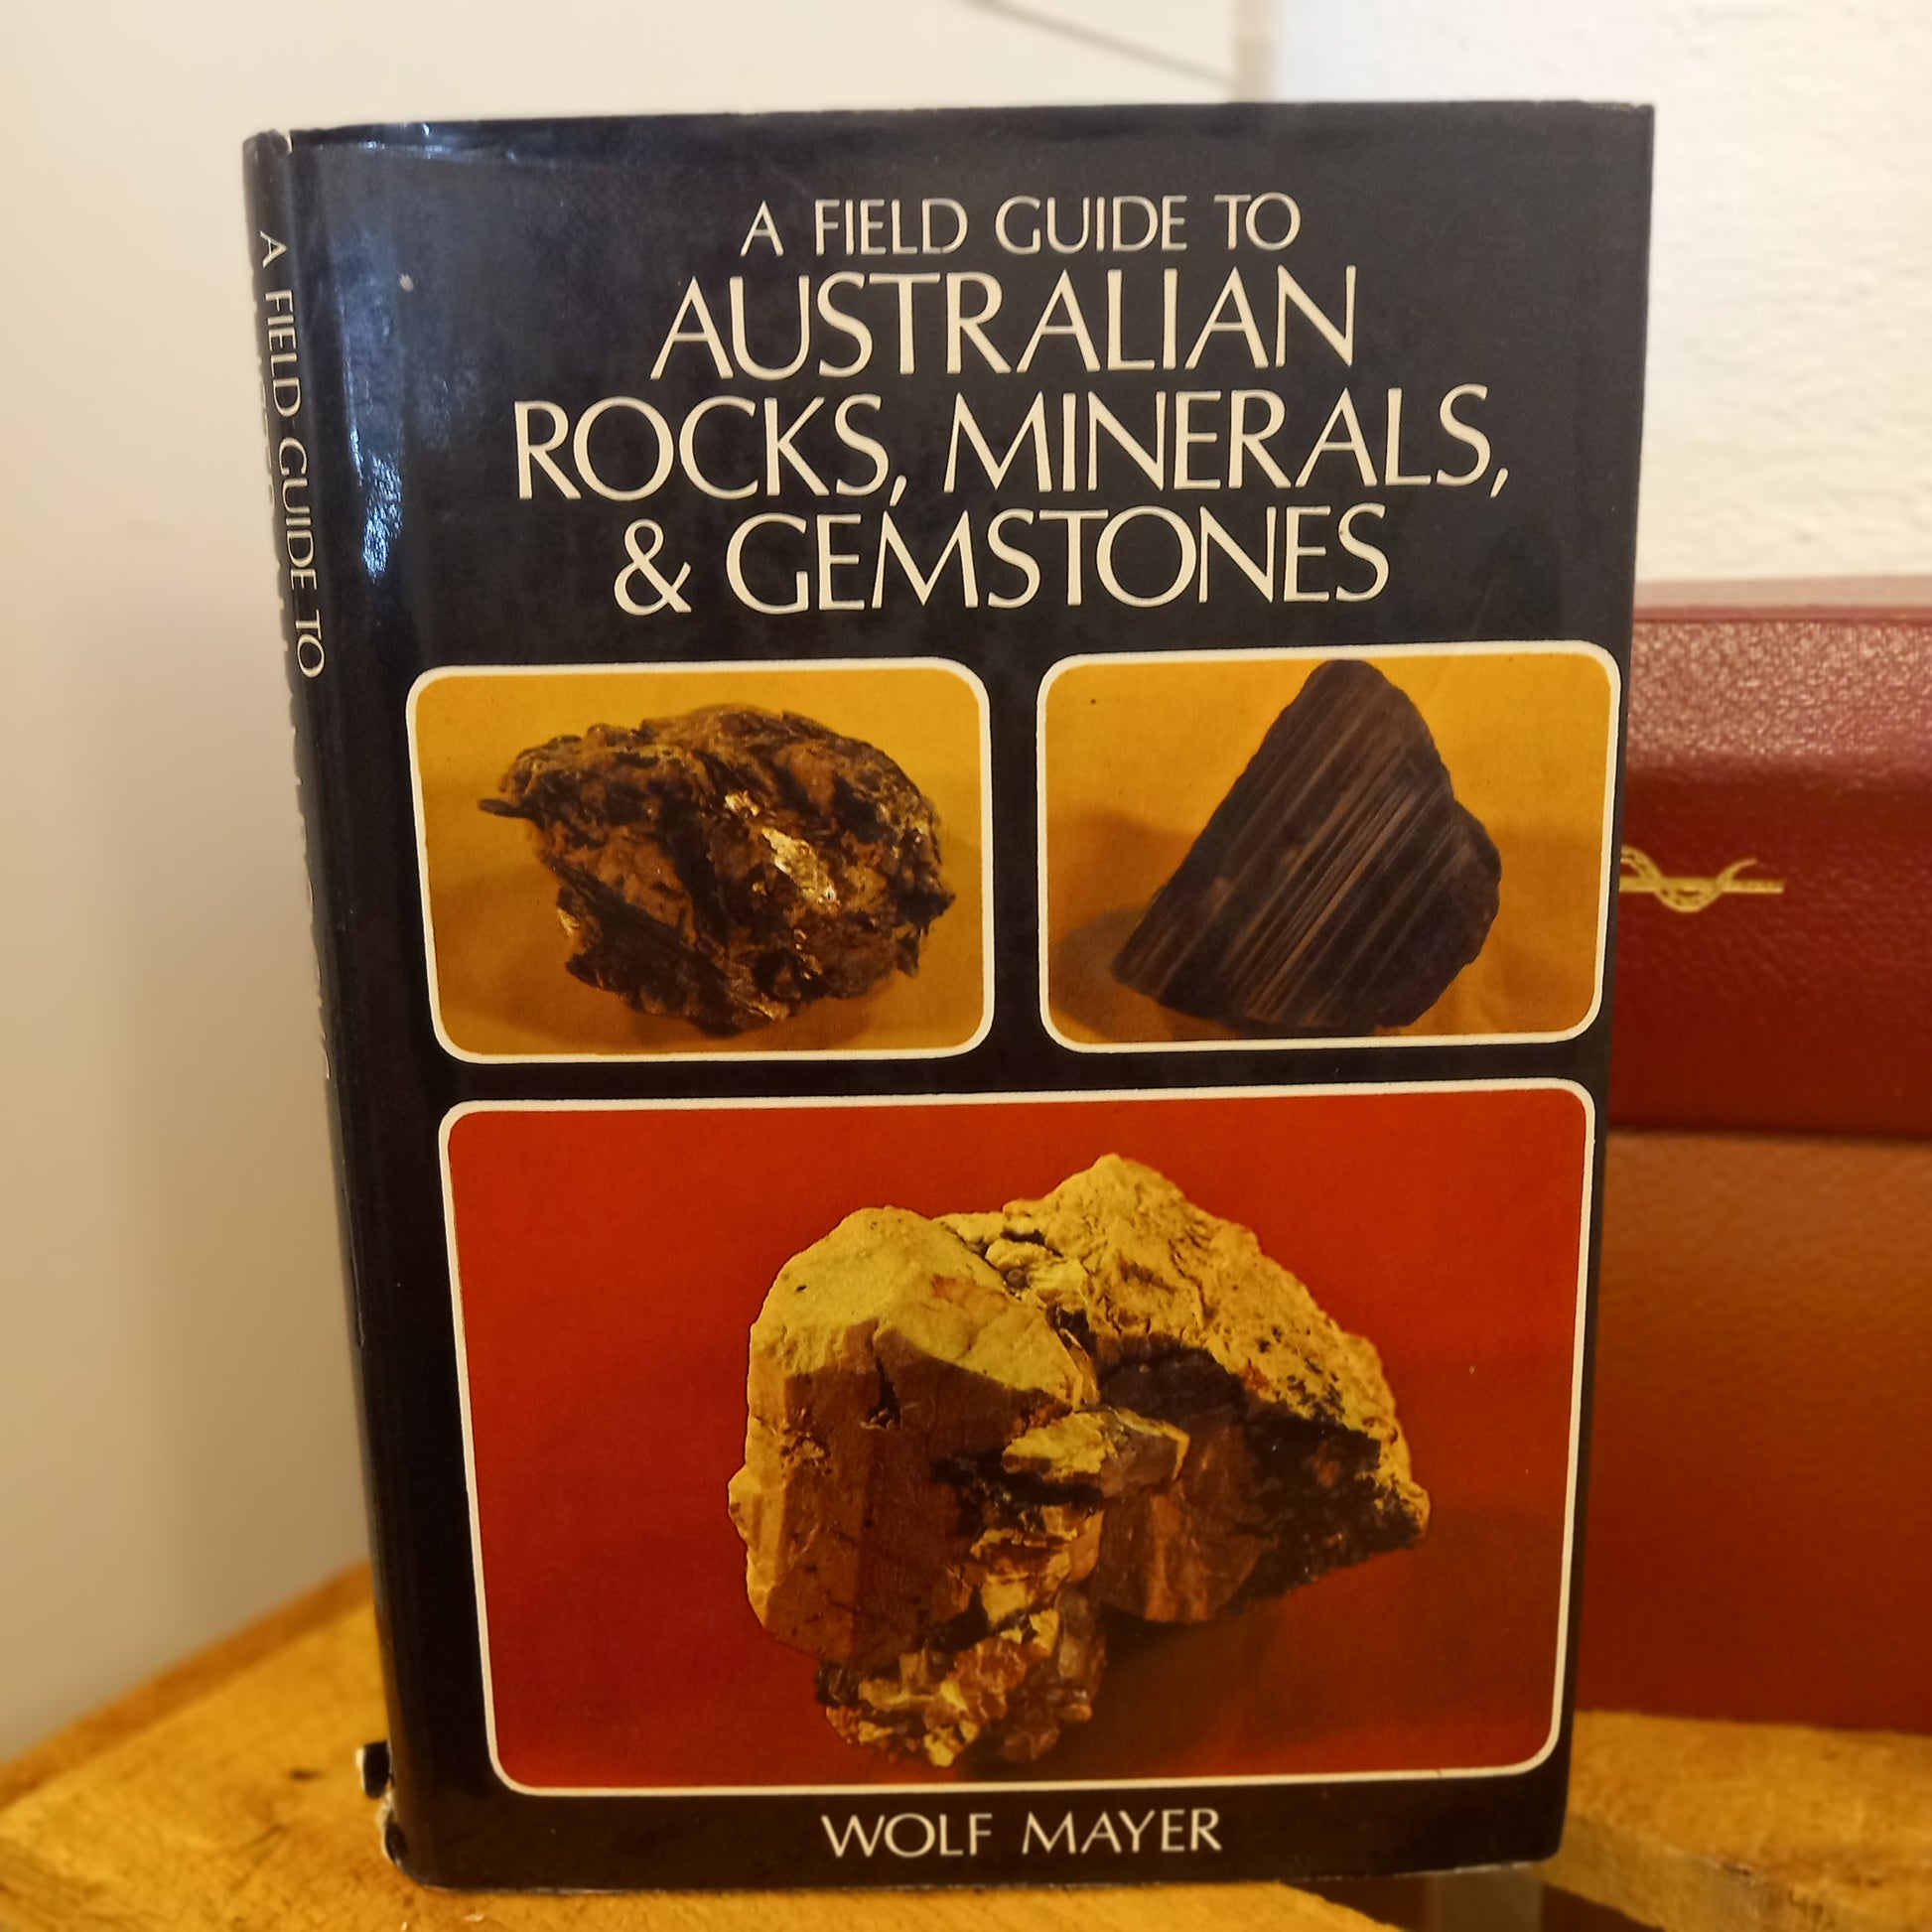 A FIELD GUIDE TO
AUSTRALIAN
ROCKS, MINERALS,
& GEMSTONES
WOLF MAYER
A FIELD GUIDE TO